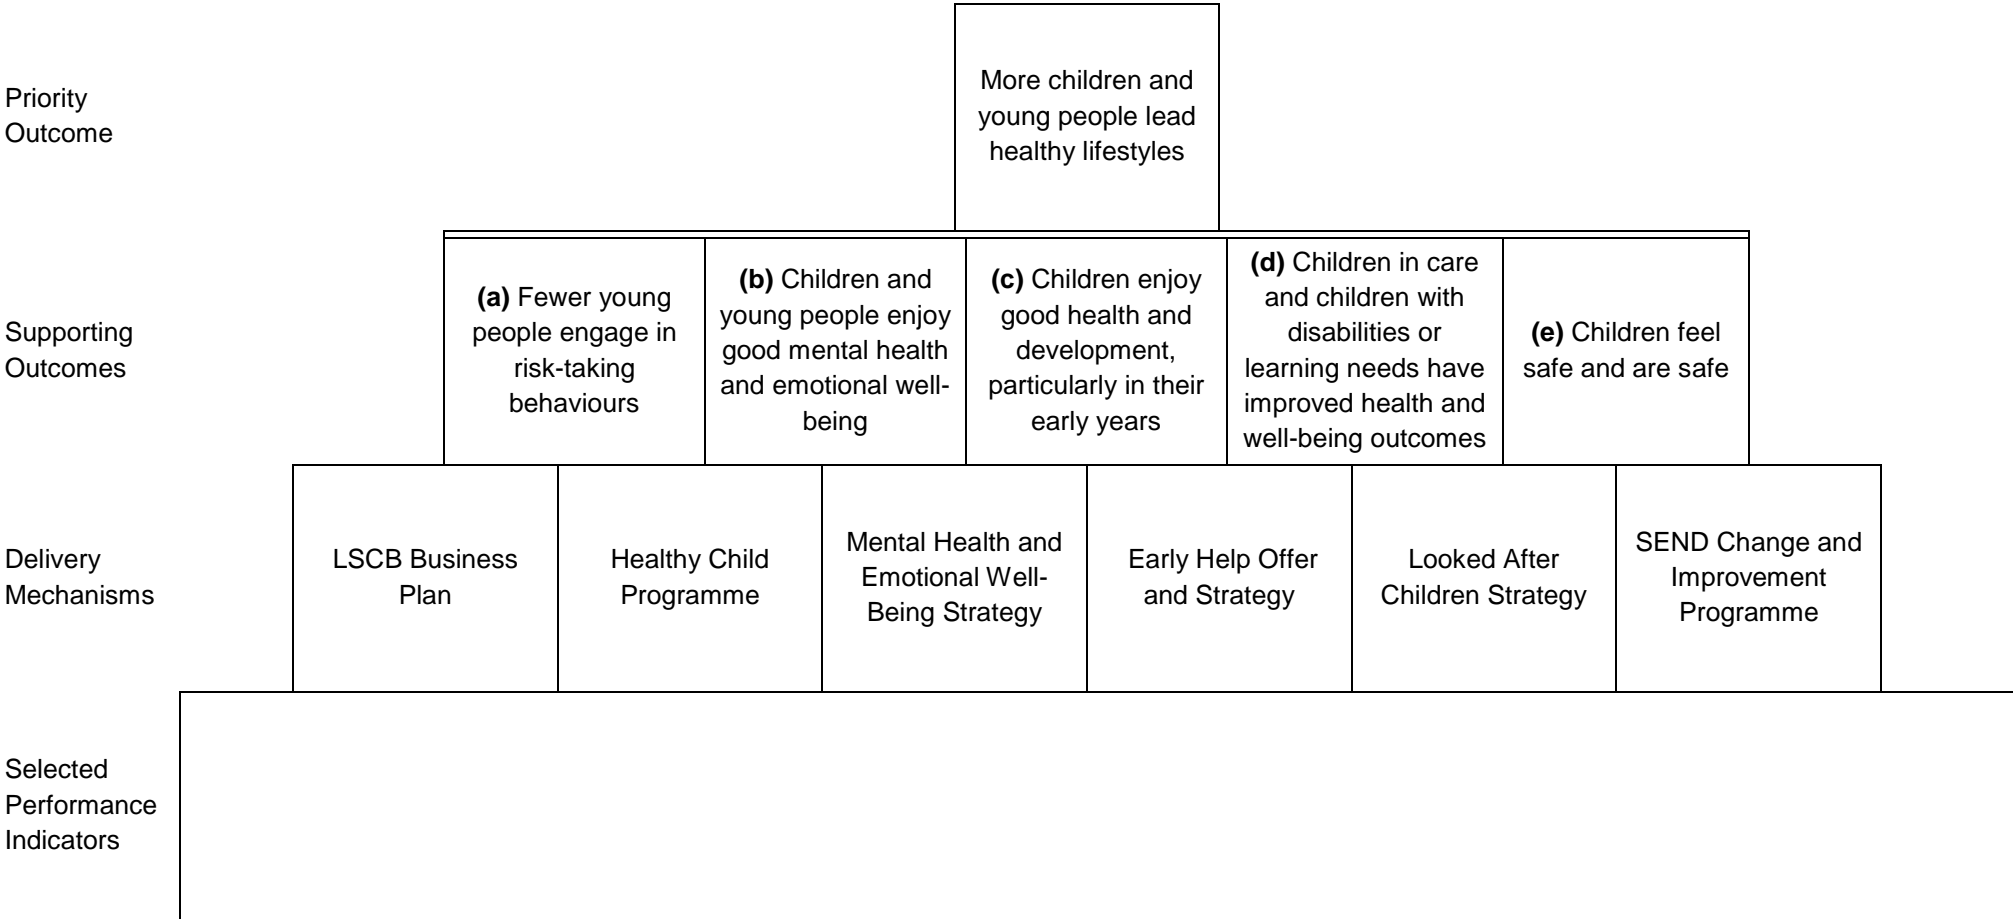 Priority
Outcome
More children and
young people lead
healthy lifestyles
Supporting
Outcomes
(a) Fewer young
people engage in
risk-taking
behaviours
(b) Children and
young people enjoy
good mental health
and emotional well-
being
(c) Children enjoy
good health and
development,
particularly in their
early years
(d) Children in care
and children with
disabilities or
learning needs have
improved health and
well-being outcomes
(e) Children feel
safe and are safe
Delivery
Mechanisms
LSCB Business
Plan
Healthy Child
Programme
Mental Health and
Emotional Well-
Being Strategy
Early Help Offer
and Strategy
Looked After
Children Strategy
SEND Change and
Improvement
Programme
Selected
Performance
Indicators